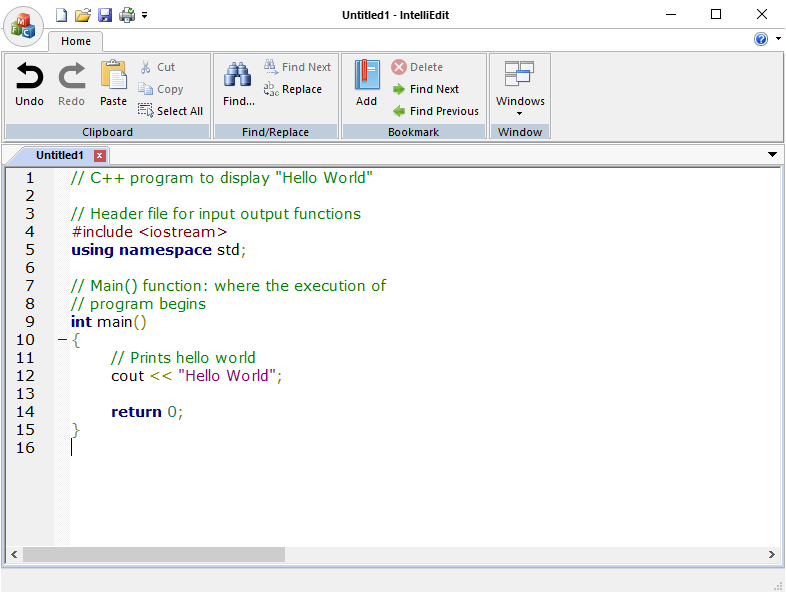 Untitled1 - IntelliEdit
Home
Undo
Redo
Paste
Cut
Copy
Select All
Clipboard
Find...
Find Next
Replace
Find/Replace
Add
Delete
Find Next
Find Previous
Bookmark
Windows
Window
Untitled1
1 // C++ program to display "Hello World"
2
3 // Header file for input output functions
4 #include <iostream>
5 using namespace std;
6
7 // Main() function: where the execution of
8 // program begins
9 int main()
10 {
11 // Prints hello world
12 cout << "Hello World";
13
14 return 0;
15 }
16